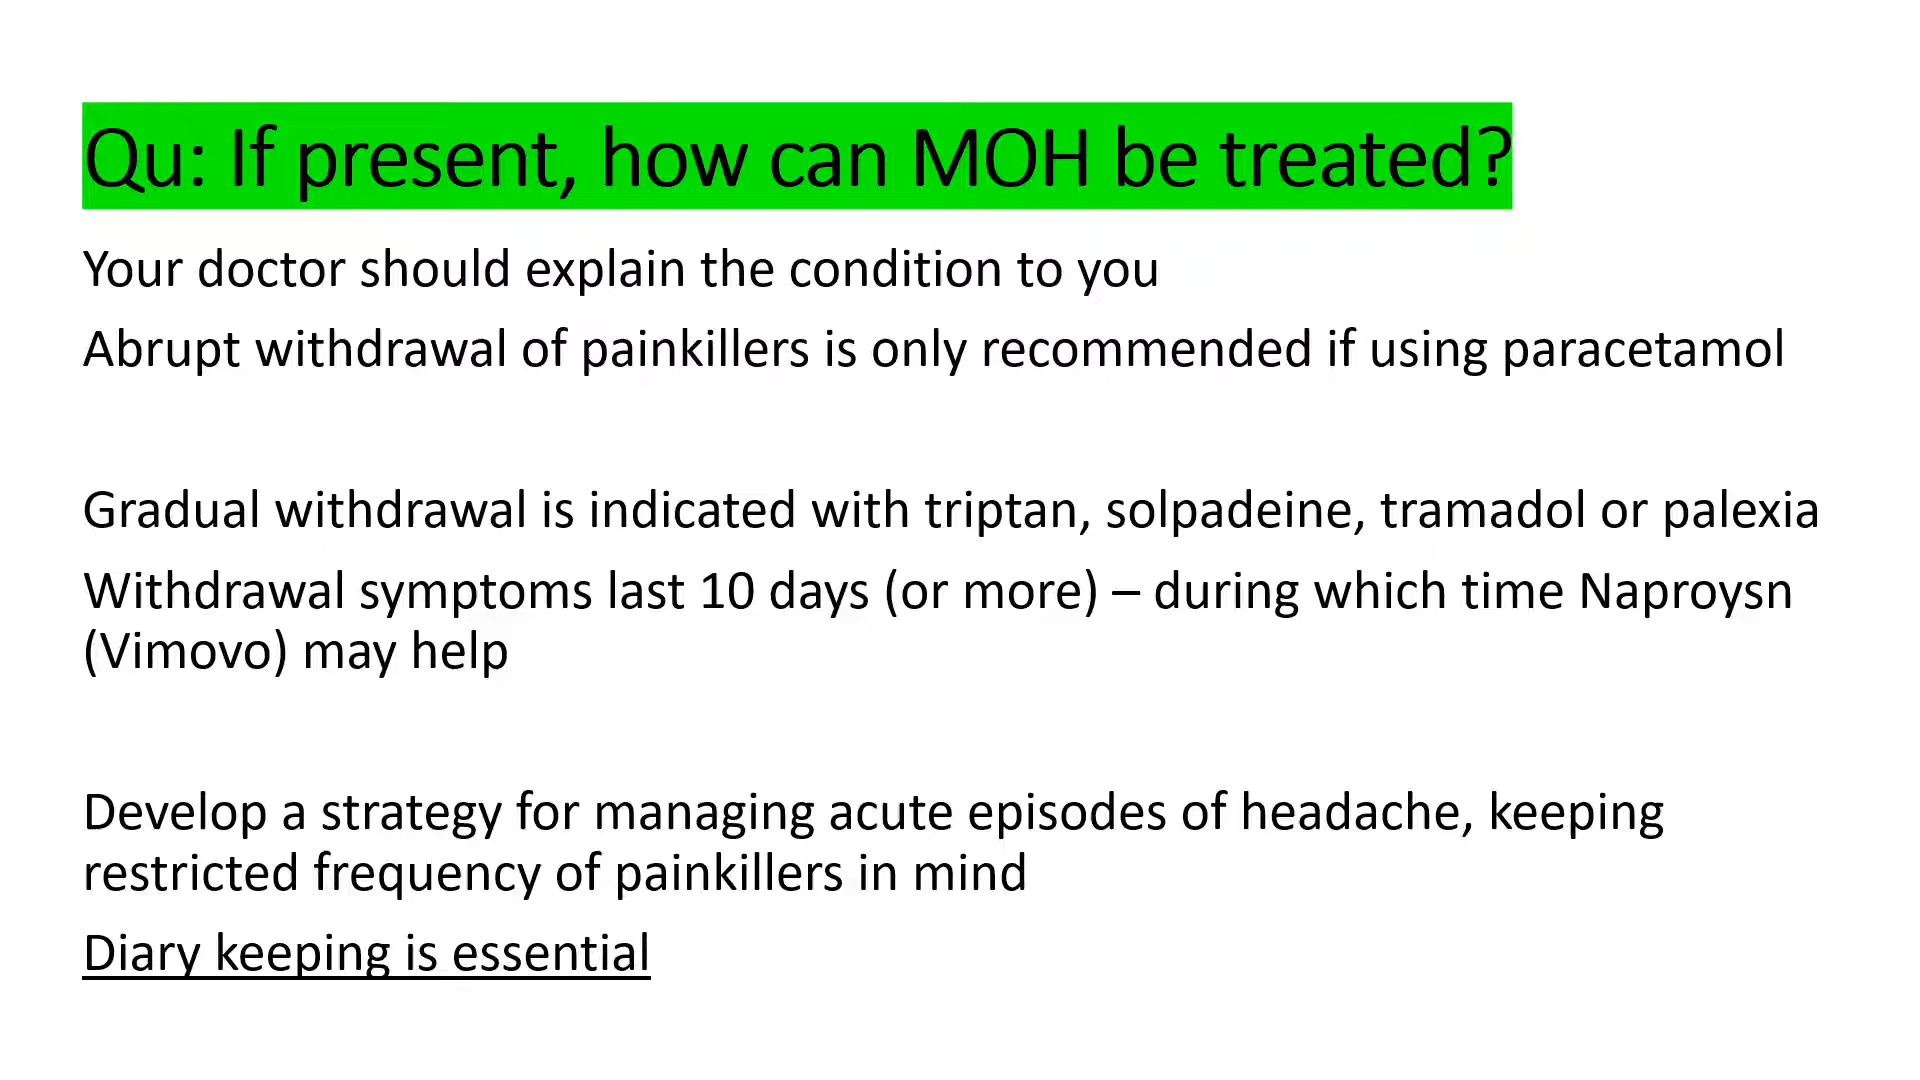 Qu: If present, how can MOH be treated?
Your doctor should explain the condition to you
Abrupt withdrawal of painkillers is only recommended if using paracetamol
Gradual withdrawal is indicated with triptan, solpadeine, tramadol or palexia
Withdrawal symptoms last 10 days (or more) – during which time Naproysn
(Vimovo) may help
Develop a strategy for managing acute episodes of headache, keeping
restricted frequency of painkillers in mind
Diary keeping is essential